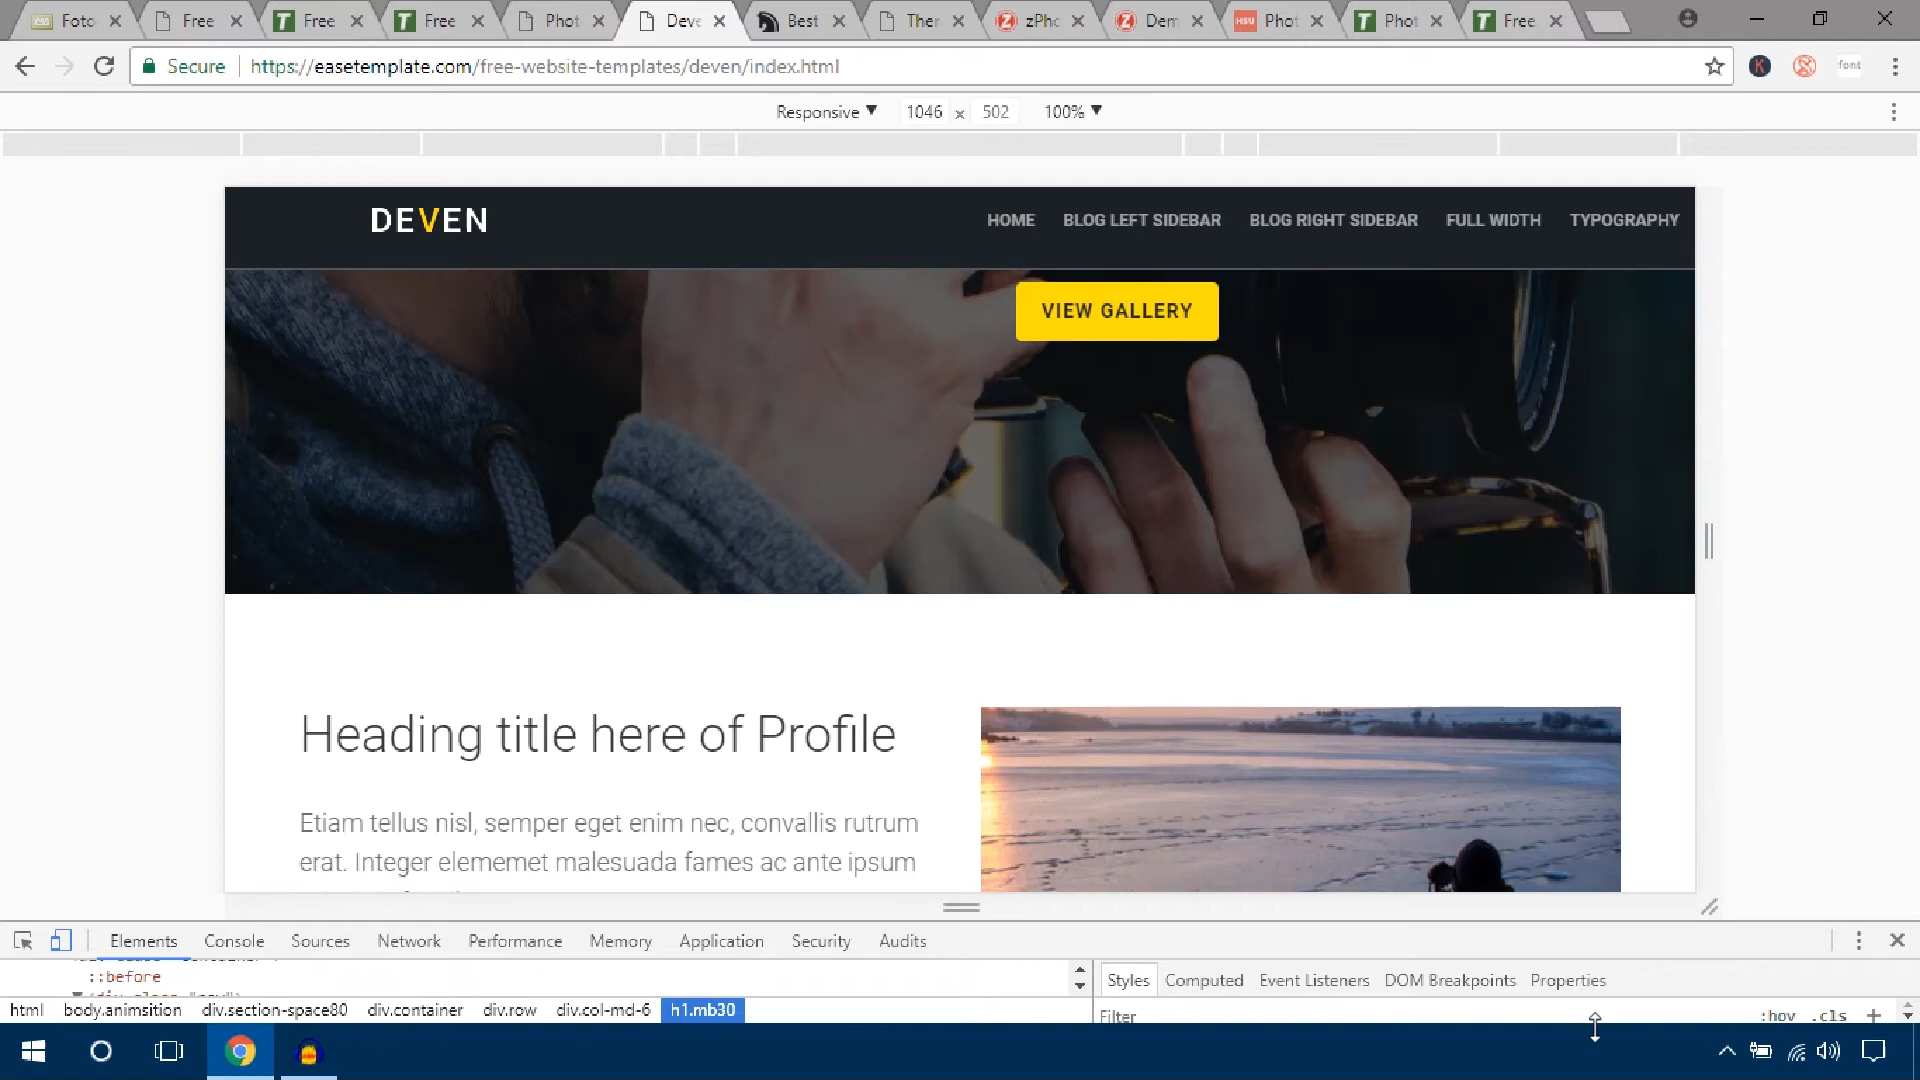 Foto
Free
Free
Free
Phot
Deve
Best
Ther
zPho
Dem
HSU
Phot
Phot
Free
Secure
https://easetemplate.com/free-website-templates/deven/index.html
font
Responsive ▼ 1046 x 502 100% ▼
DEVEN
HOME BLOG LEFT SIDEBAR BLOG RIGHT SIDEBAR FULL WIDTH TYPOGRAPHY
VIEW GALLERY
Heading title here of Profile
Etiam tellus nisl, semper eget enim nec, convallis rutrum
erat. Integer elememet malesuada fames ac ante ipsum
Elements Console Sources Network Performance Memory Application Security Audits
::before
Styles Computed Event Listeners DOM Breakpoints Properties
html body.animsition div.section-space80 div.container div.row div.col-md-6 h1.mb30
Filter :hov .cls +